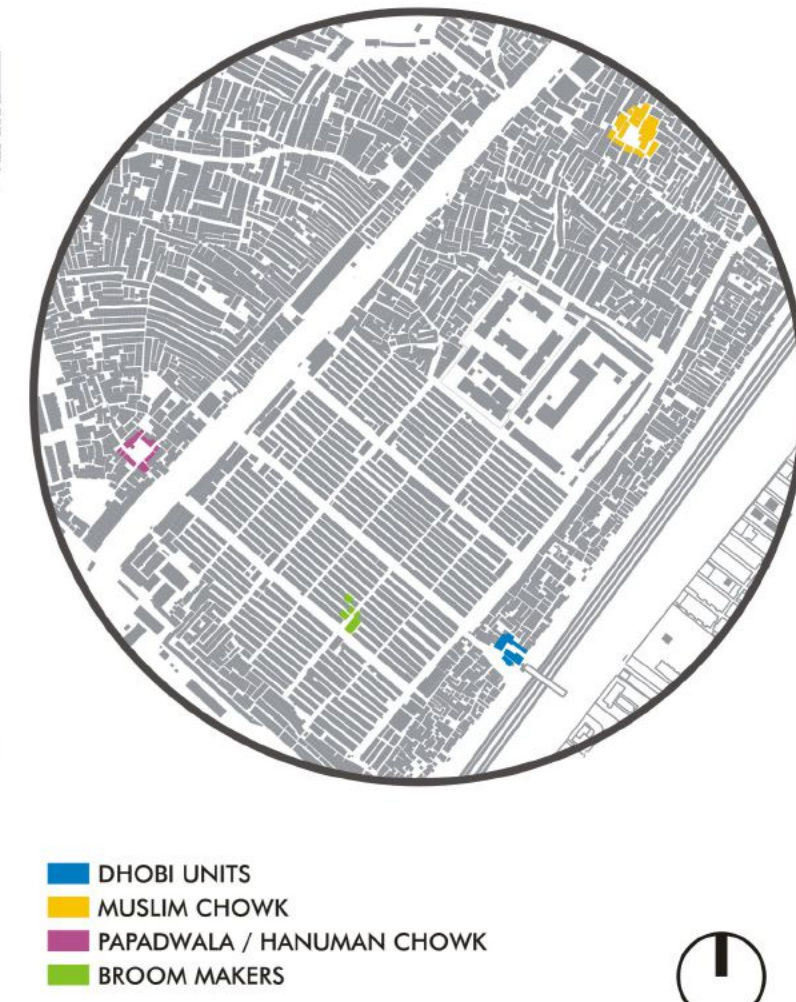 DHOBI UNITS
MUSLIM CHOWK
PAPADWALA / HANUMAN CHOWK
BROOM MAKERS